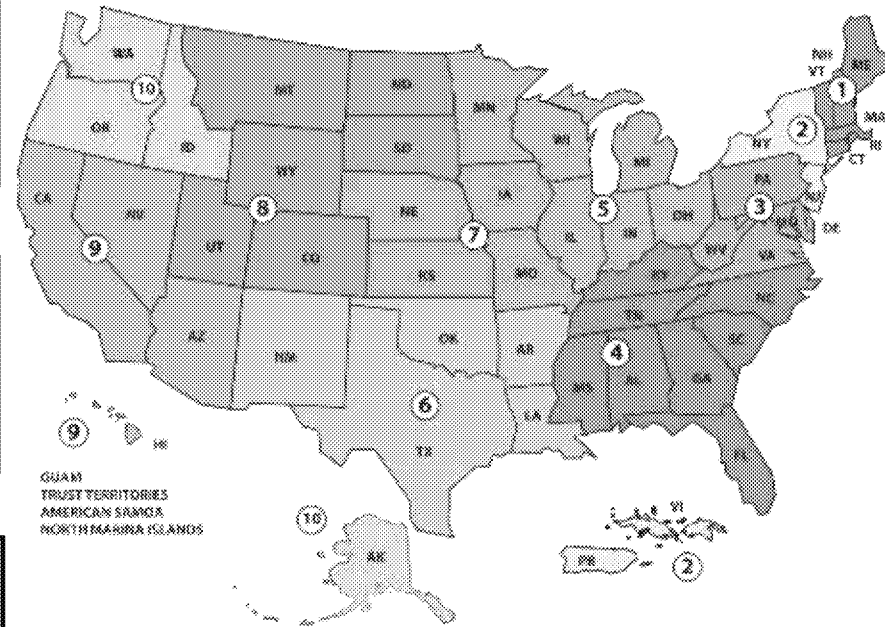 WA
10
OR
ID
MT
ND
MN
SD
WY
WI
MI
NH
VT
ME
1
MA
RI
CT
NY
2
PA
NJ
3
MD
DE
CA
NV
9
UT
8
CO
NE
IA
7
KS
MO
5
IL
IN
OH
WV
VA
KY
NC
TN
SC
AZ
NM
OK
AR
4
MS
AL
GA
6
TX
LA
FL
9
HI
GUAM
TRUST TERRITORIES
AMERICAN SAMOA
NORTH MARINA ISLANDS
10
AK
VI
PR
2